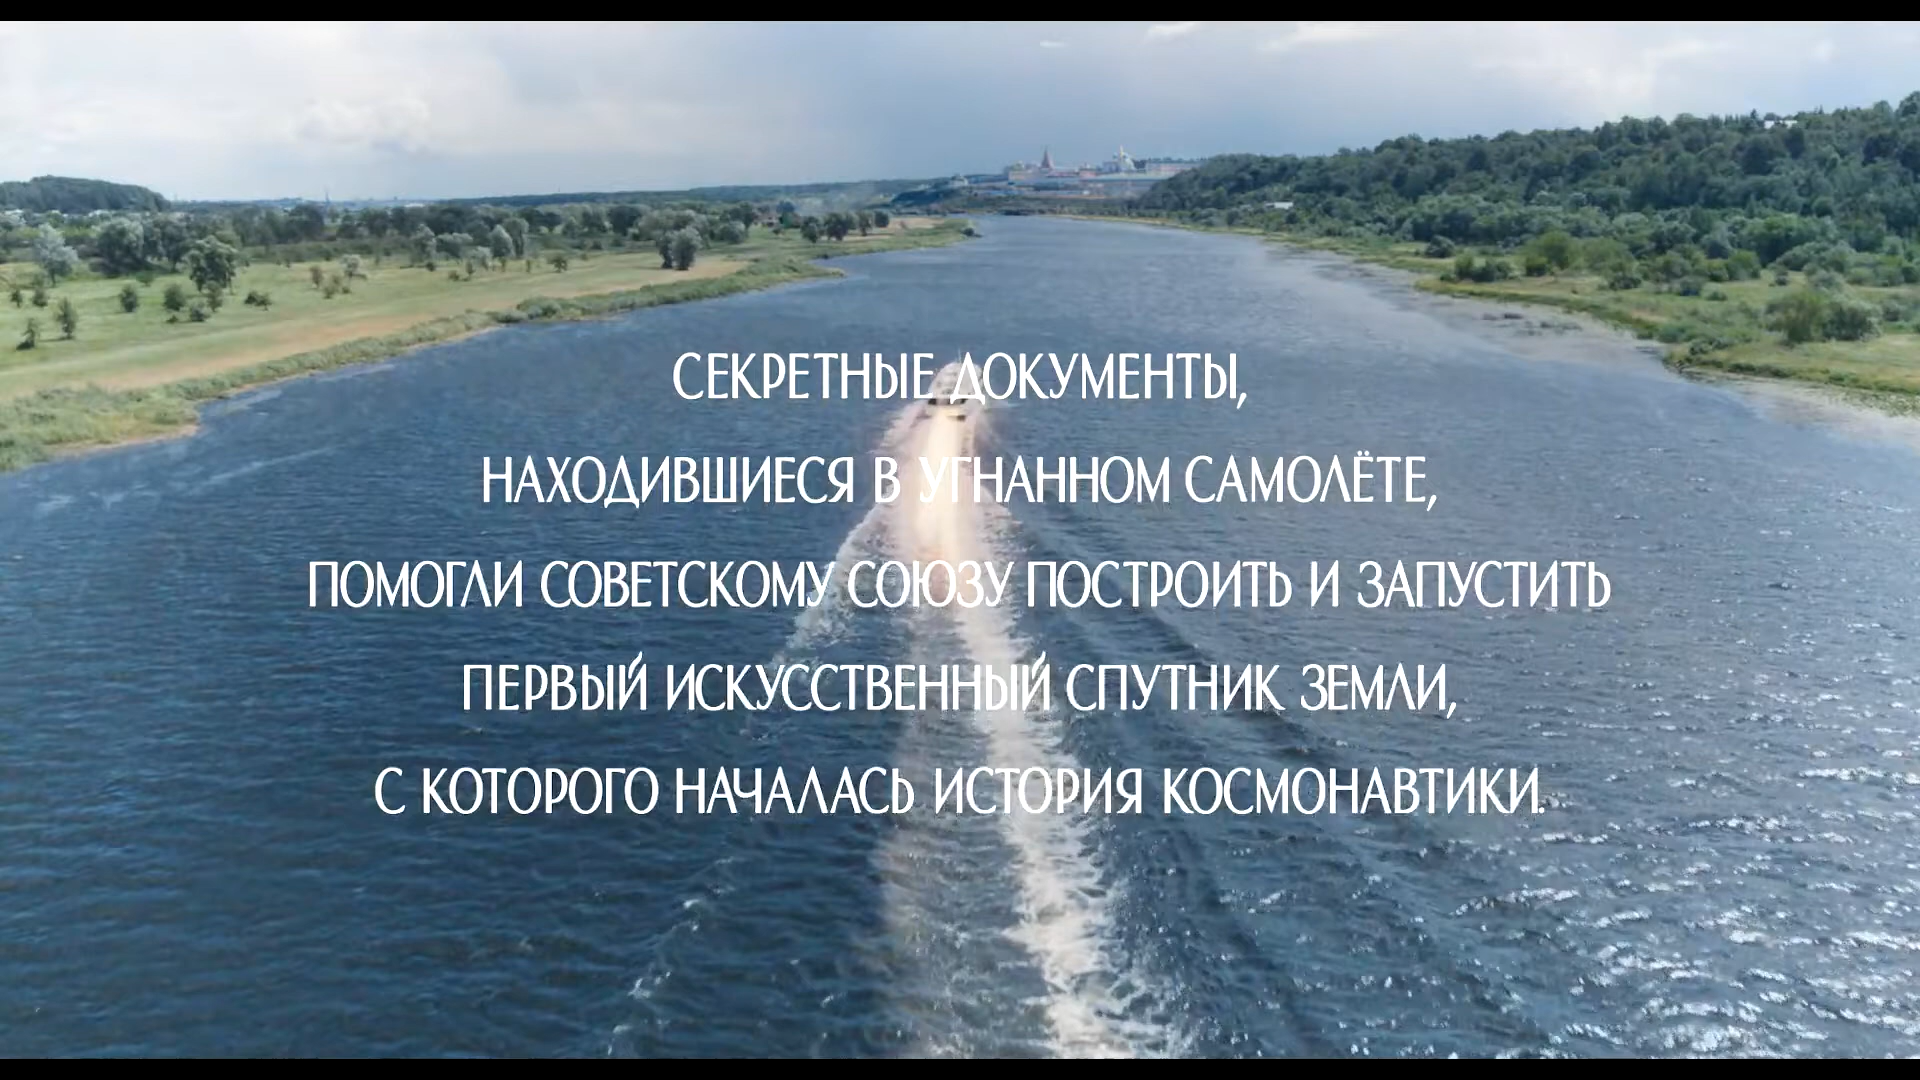 СЕКРЕТНЫЕ ДОКУМЕНТЫ,
НАХОДИВШИЕСЯ В УГНАННОМ САМОЛЁТЕ,
ПОМОГЛИ СОВЕТСКОМУ СОЮЗУ ПОСТРОИТЬ И ЗАПУСТИТЬ
ПЕРВЫЙ ИСКУССТВЕННЫЙ СПУТНИК ЗЕМЛИ,
С КОТОРОГО НАЧАЛАСЬ ИСТОРИЯ КОСМОНАВТИКИ.